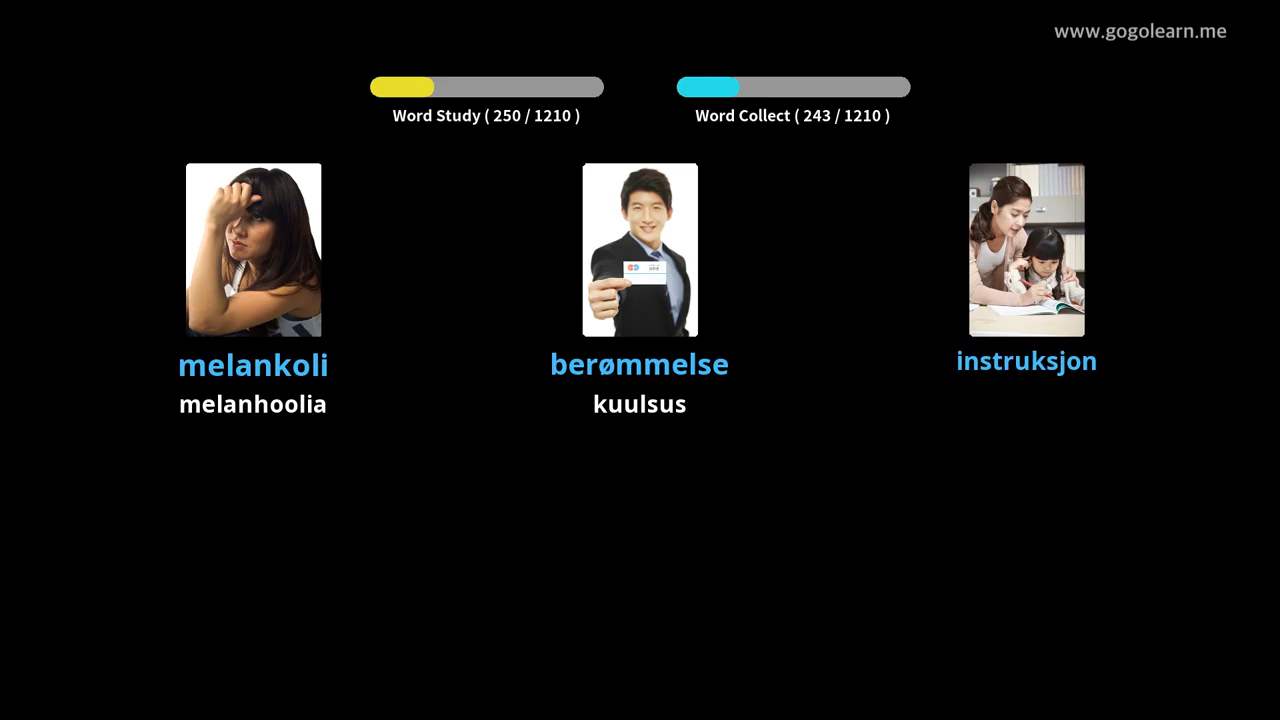 www.gogolearn.me
Word Study ( 250 / 1210 )
Word Collect ( 243 / 1210 )
melankoli
melanhoolia
berømmelse
kuulsus
instruksjon